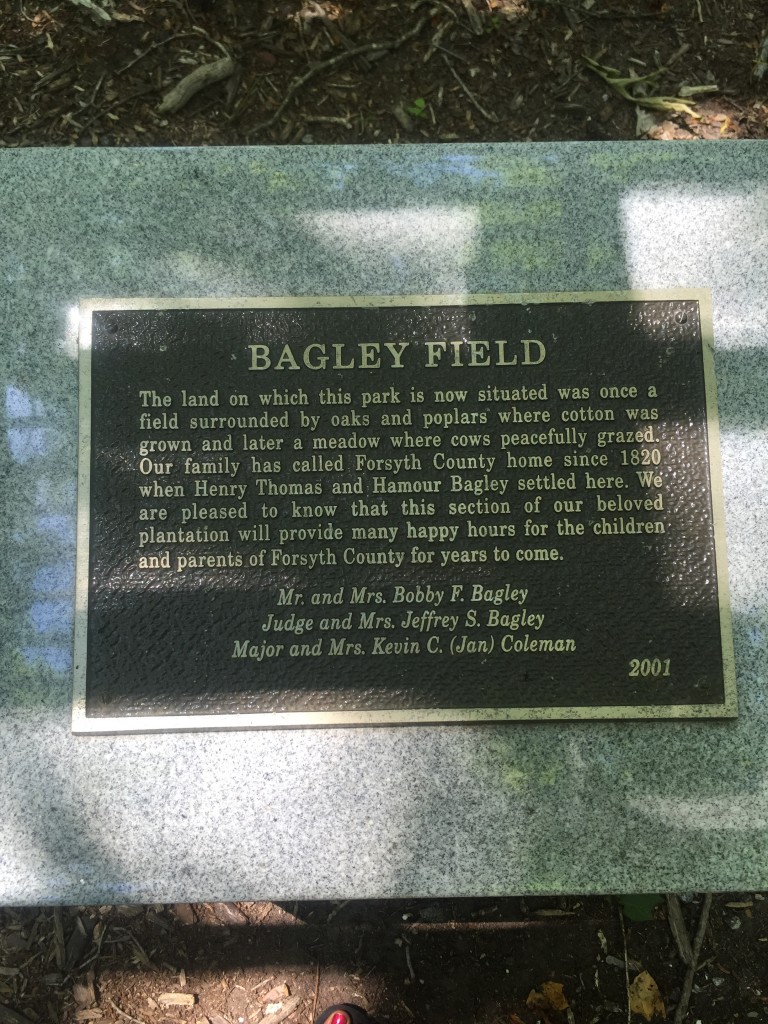 BAGLEY FIELD
The land on which this park is now situated was once a
field surrounded by oaks and poplars where cotton was
grown and later a meadow where cows peacefully grazed.
Our family has called Forsyth County home since 1820
when Henry Thomas and Hamour Bagley settled here. We
are pleased to know that this section of our beloved
plantation will provide many happy hours for the children
and parents of Forsyth County for years to come.
Mr. and Mrs. Bobby F. Bagley
Judge and Mrs. Jeffrey S. Bagley
Major and Mrs. Kevin C. (Jan) Coleman
2001